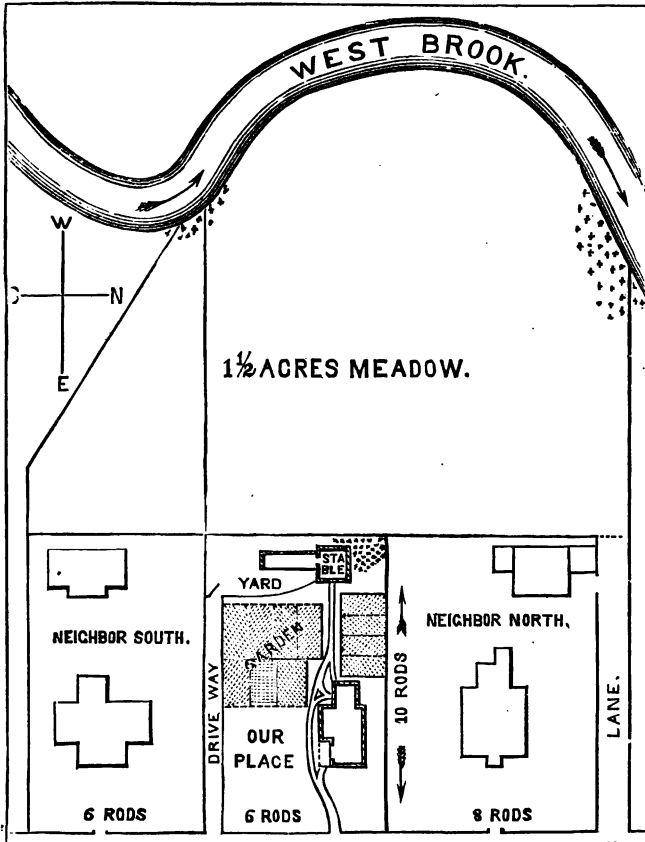 WEST BROOK.
W
N
E
1½ ACRES MEADOW.
STA
BLE
YARD
NEIGHBOR SOUTH.
GARDEN
NEIGHBOR NORTH,
DRIVE WAY
10 RODS
LANE.
OUR
PLACE
6 RODS
6 RODS
8 RODS